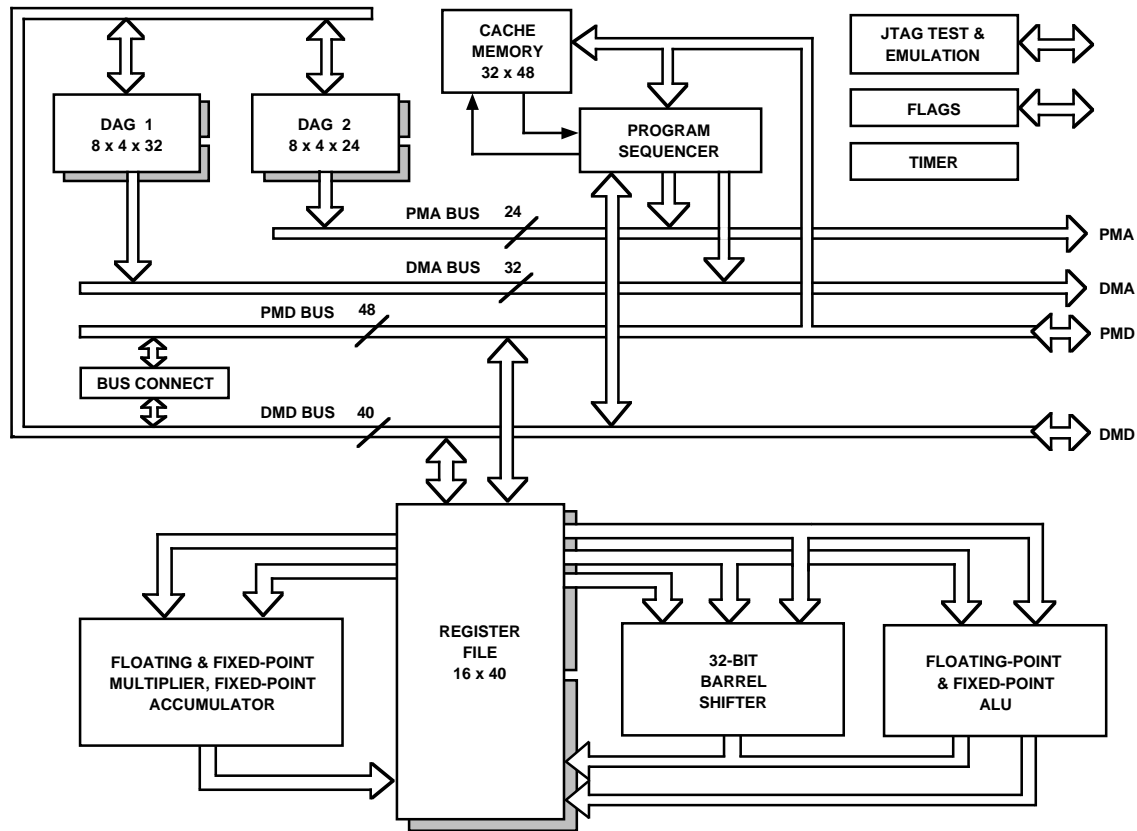 CACHE
MEMORY
32 x 48
JTAG TEST &
EMULATION
FLAGS
TIMER
DAG 1
8 x 4 x 32
DAG 2
8 x 4 x 24
PROGRAM
SEQUENCER
PMA BUS 24
PMA
DMA BUS 32
DMA
PMD BUS 48
PMD
BUS CONNECT
DMD BUS 40
DMD
REGISTER
FILE
16 x 40
FLOATING & FIXED-POINT
MULTIPLIER, FIXED-POINT
ACCUMULATOR
32-BIT
BARREL
SHIFTER
FLOATING-POINT
& FIXED-POINT
ALU